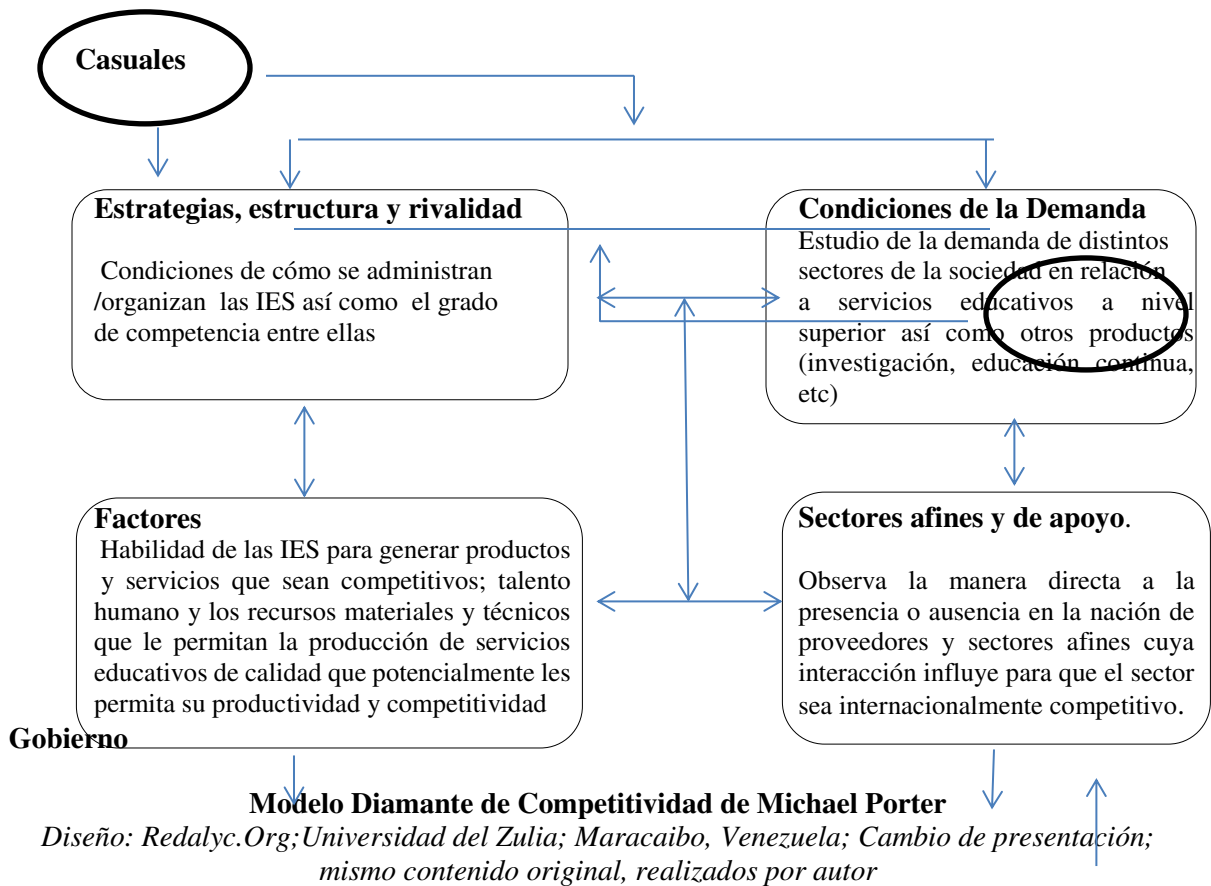 Casuales
Estrategias, estructura y rivalidad
Condiciones de cómo se administran
/organizan las IES así como el grado
de competencia entre ellas
Condiciones de la Demanda
Estudio de la demanda de distintos
sectores de la sociedad en relación
a servicios educativos a nivel
superior así como otros productos
(investigación, educación continua,
etc)
Factores
Habilidad de las IES para generar productos
y servicios que sean competitivos; talento
humano y los recursos materiales y técnicos
que le permitan la producción de servicios
educativos de calidad que potencialmente les
permita su productividad y competitividad
Sectores afines y de apoyo.
Observa la manera directa a la
presencia o ausencia en la nación de
proveedores y sectores afines cuya
interacción influye para que el sector
sea internacionalmente competitivo.
Gobierno
Modelo Diamante de Competitividad de Michael Porter
Diseño: Redalyc.Org;Universidad del Zulia; Maracaibo, Venezuela; Cambio de presentación;
mismo contenido original, realizados por autor